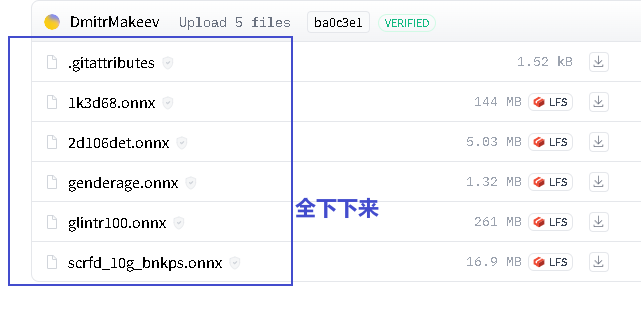 DmitrMakeev Upload 5 files ba0c3e1 VERIFIED
.gitattributes 1.52 kB
1k3d68.onnx 144 MB LFS
2d106det.onnx 5.03 MB LFS
genderage.onnx 1.32 MB LFS
全下下来
glintr100.onnx 261 MB LFS
scrfd_10g_bnkps.onnx 16.9 MB LFS